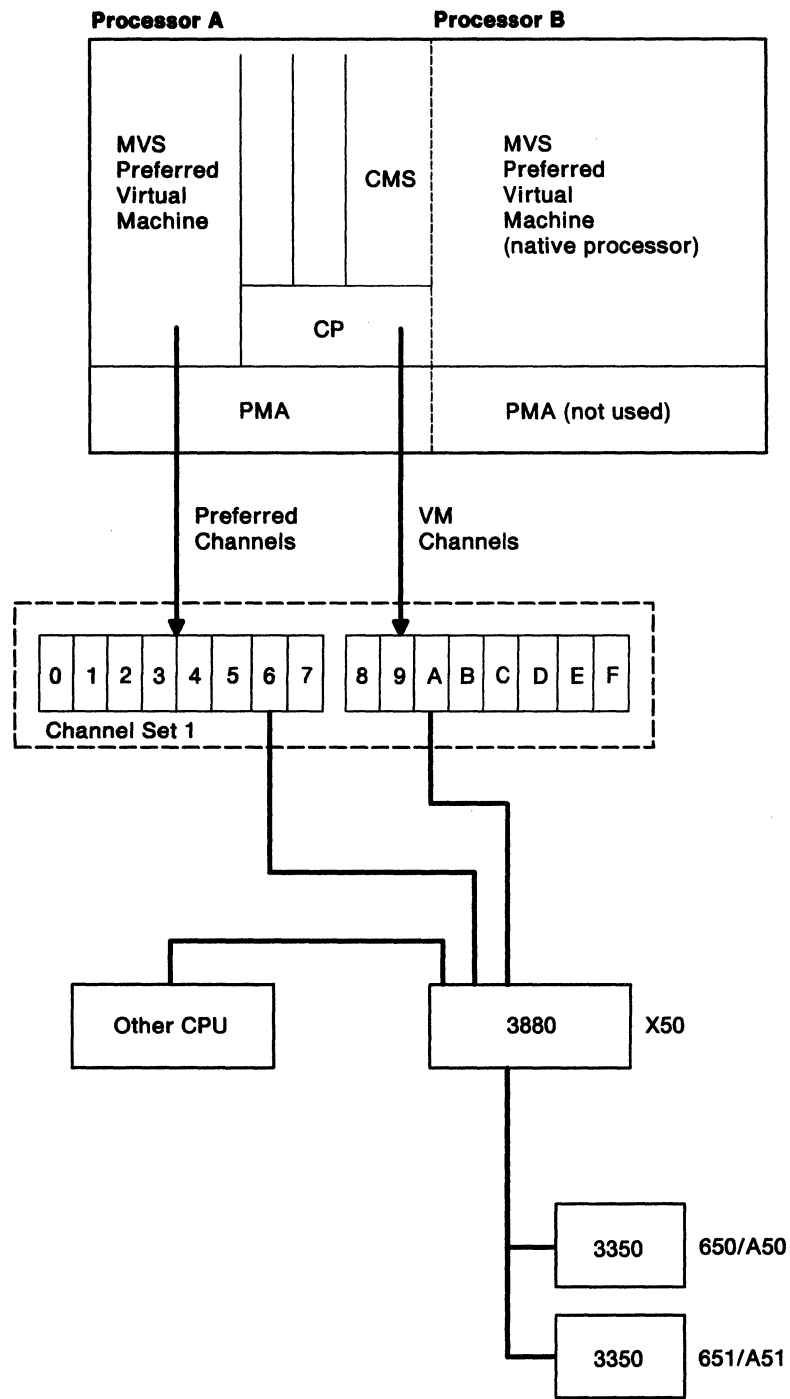 Processor A
Processor B
MVS
Preferred
Virtual
Machine
CMS
MVS
Preferred
Virtual
Machine
(native processor)
CP
PMA
PMA (not used)
Preferred
Channels
VM
Channels
0 1 2 3 4 5 6 7
8 9 A B C D E F
Channel Set 1
Other CPU
3880
X50
3350
650/A50
3350
651/A51